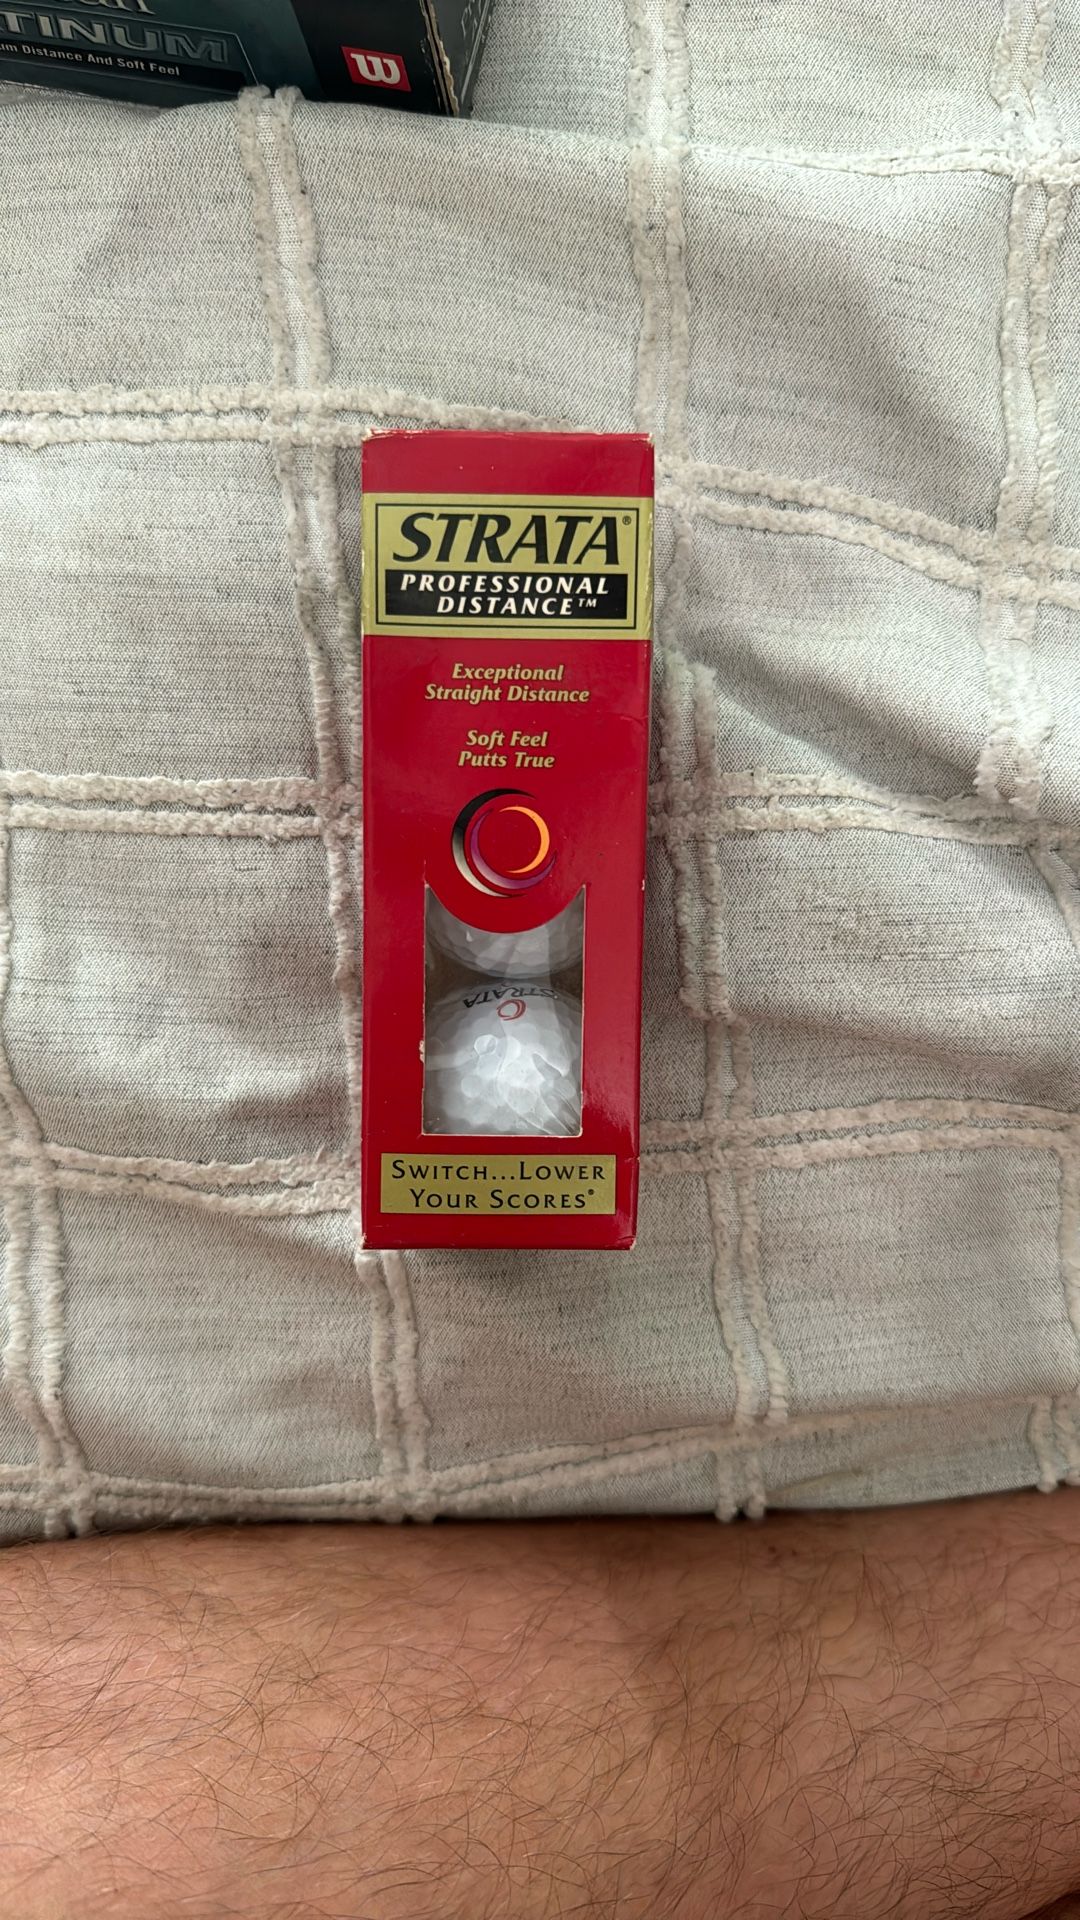 TINUM
um Distance And Soft Feel
W
STRATA®
PROFESSIONAL
DISTANCE™
Exceptional
Straight Distance
Soft Feel
Putts True
STRATA
SWITCH...LOWER
YOUR SCORES®